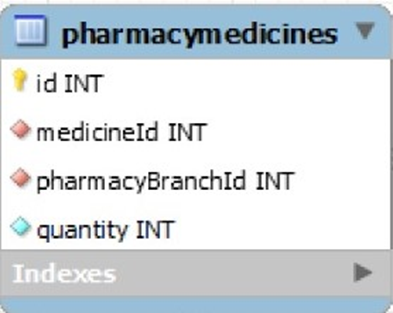 pharmacymedicines
id INT
medicineId INT
pharmacyBranchId INT
quantity INT
Indexes